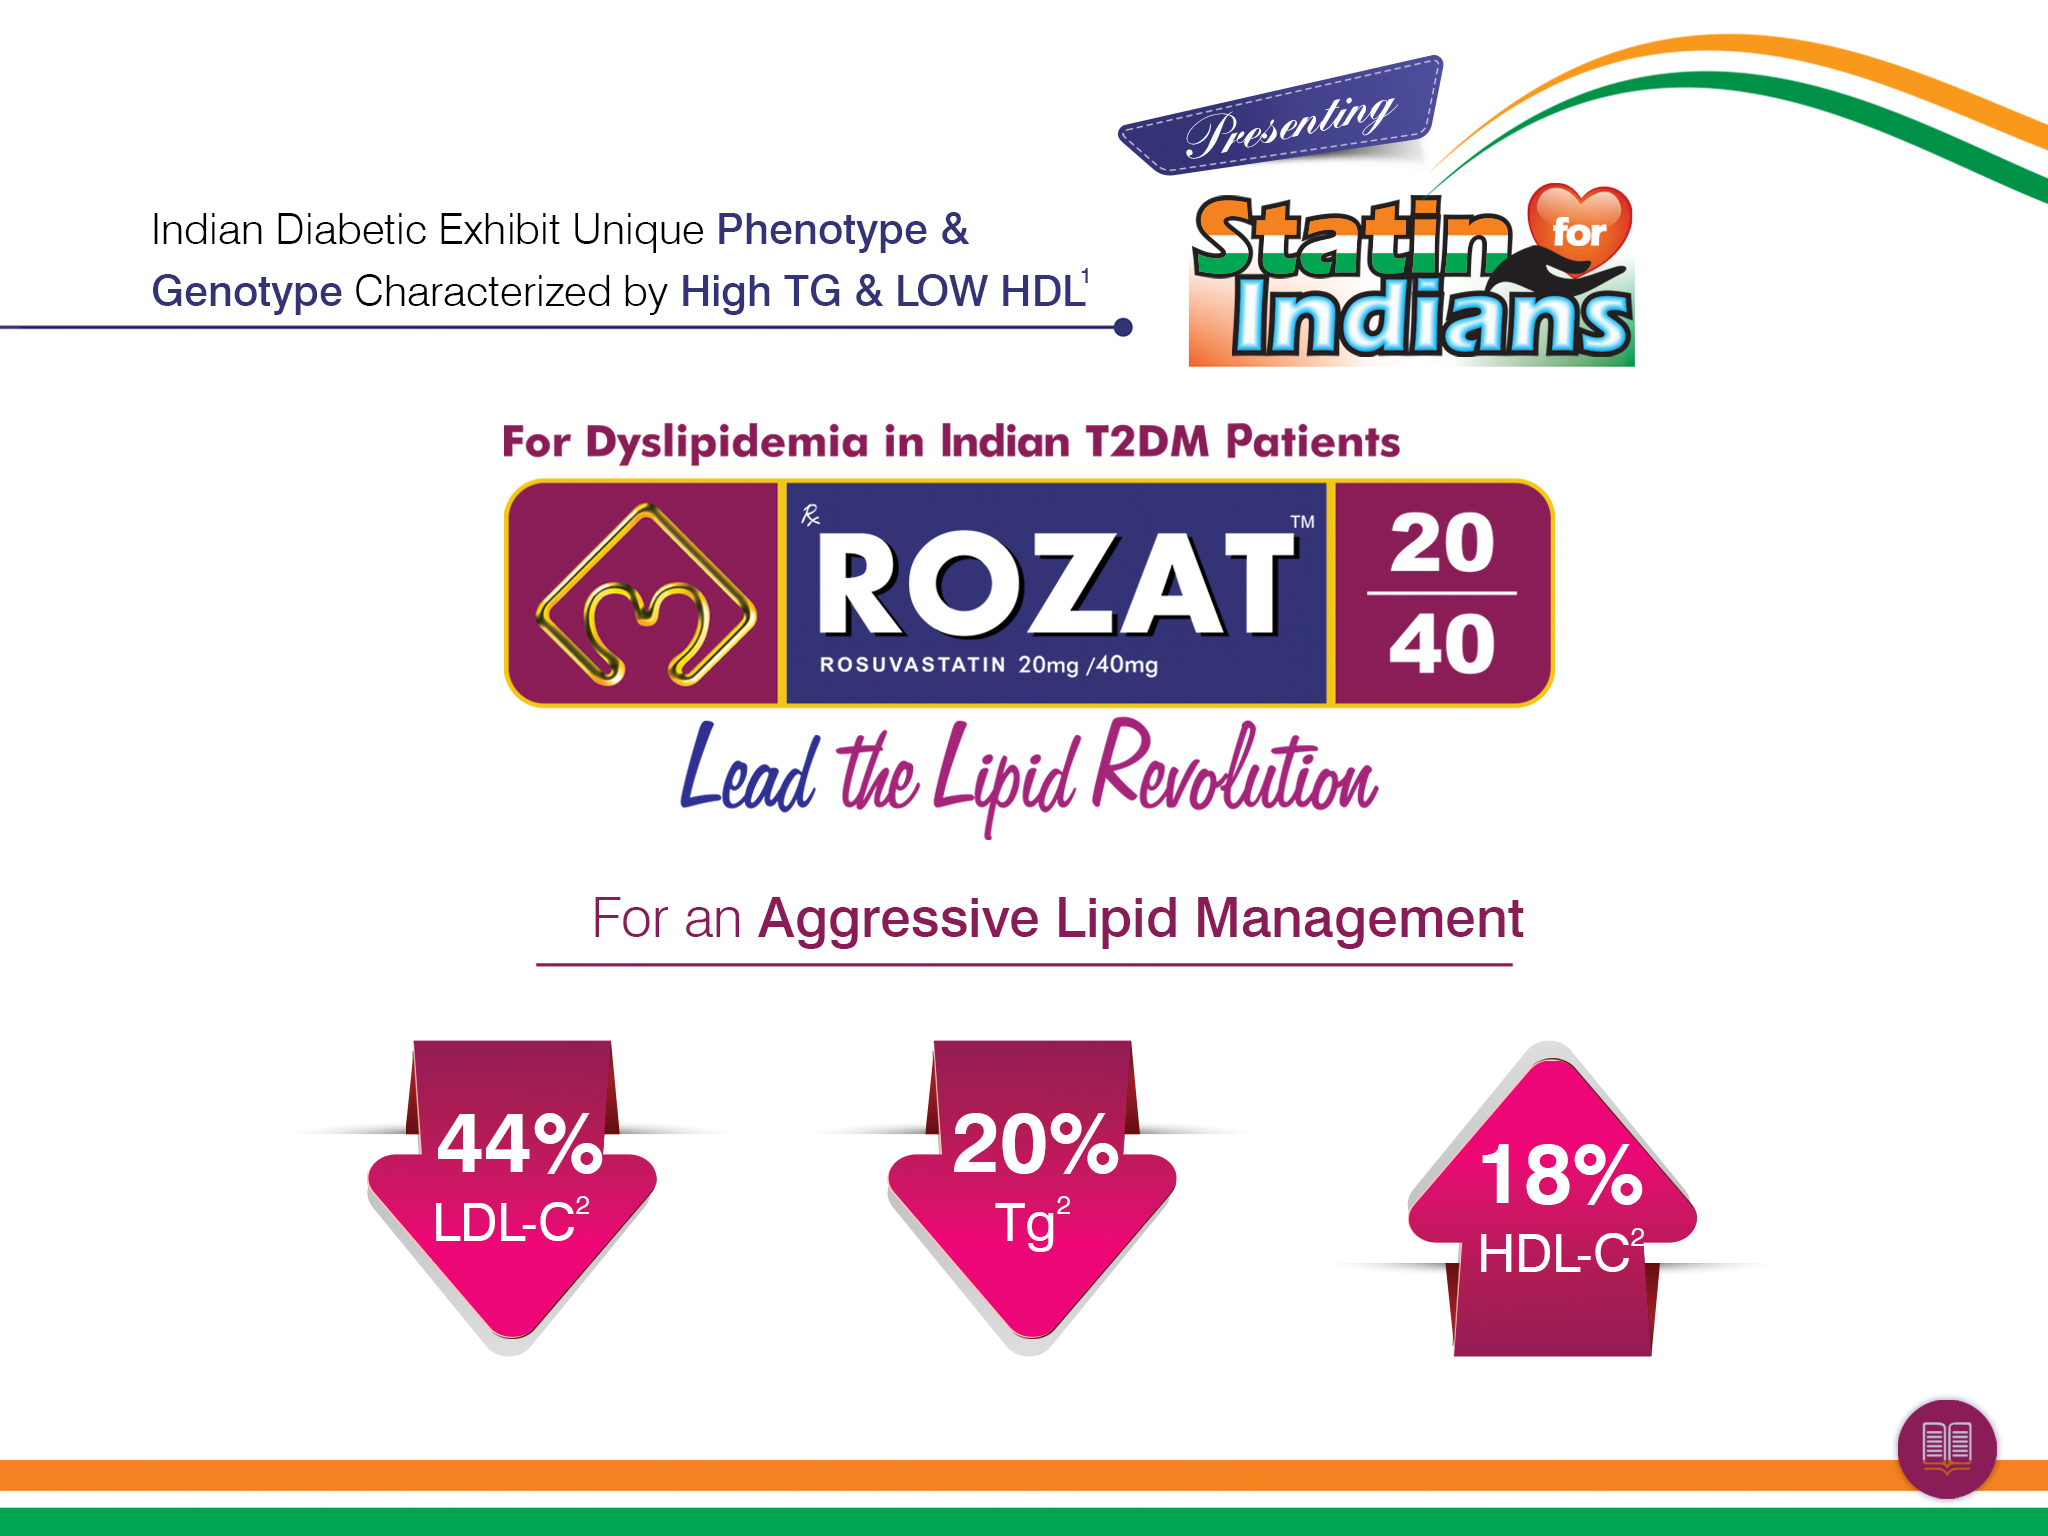 Presenting
Indian Diabetic Exhibit Unique Phenotype &
Genotype Characterized by High TG & LOW HDL¹
Statin for
Indians
For Dyslipidemia in Indian T2DM Patients
Rx
ROZAT™
ROSUVASTATIN 20mg /40mg
20
40
Lead the Lipid Revolution
For an Aggressive Lipid Management
44%
LDL-C²
20%
Tg²
18%
HDL-C²